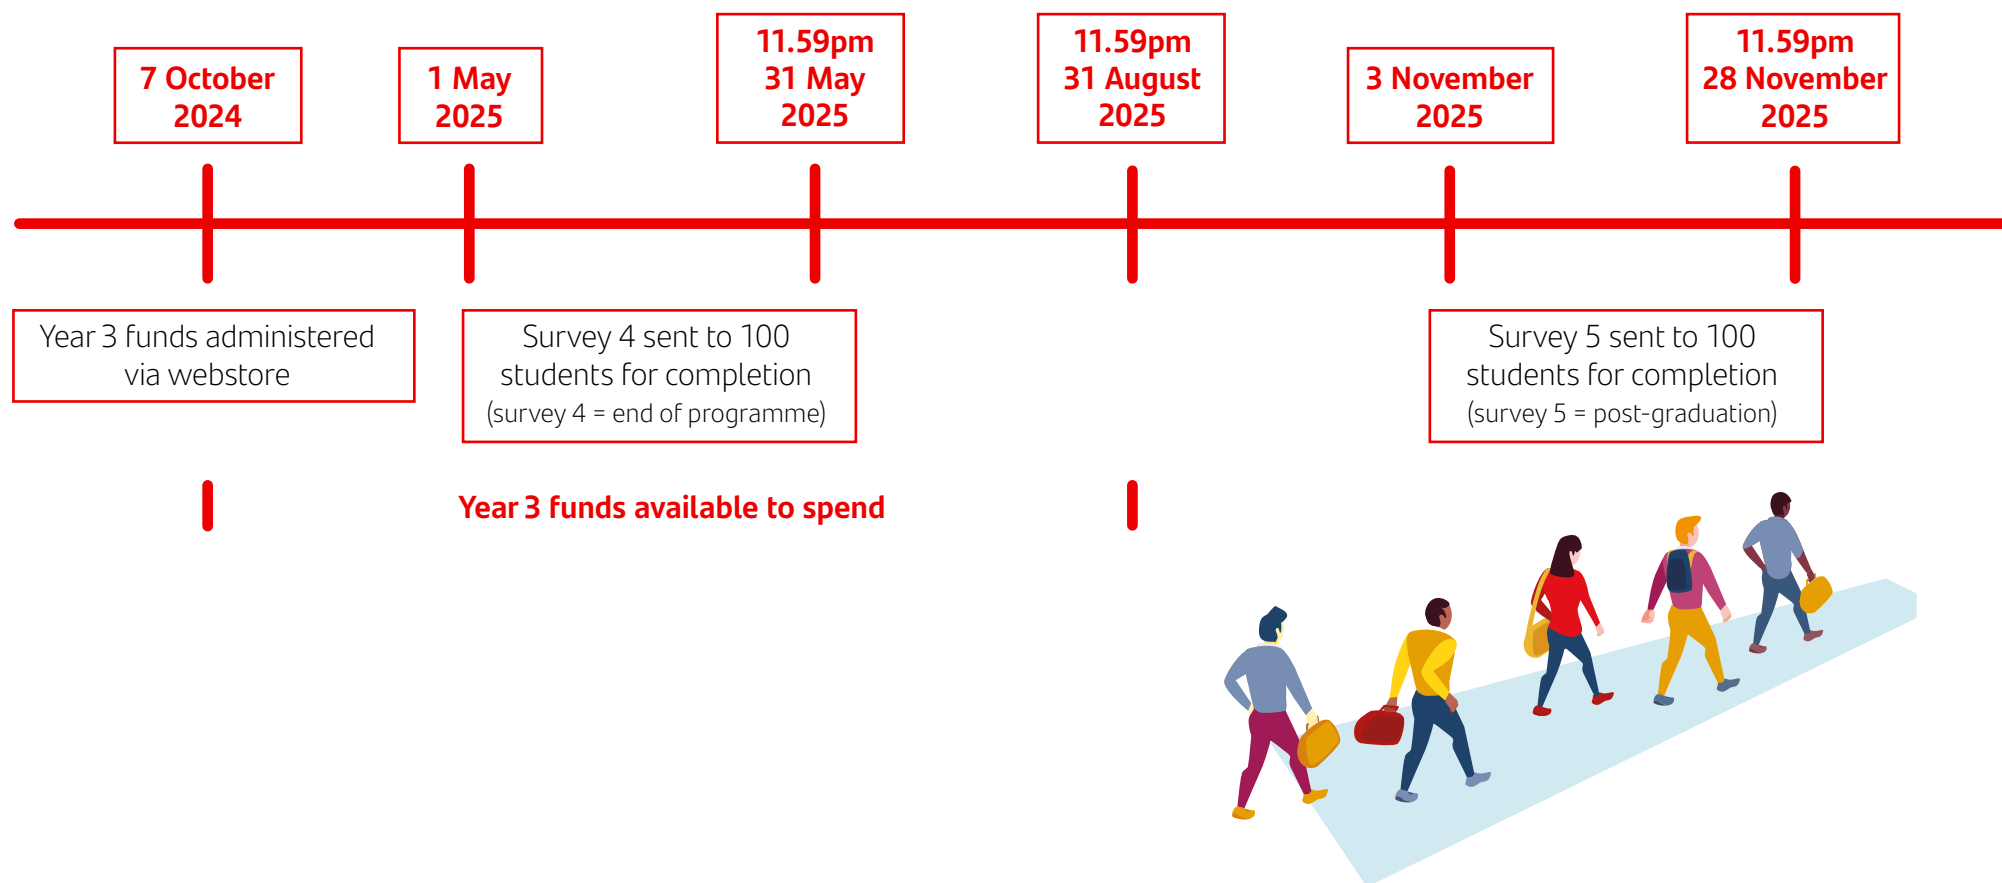 7 October
2024
1 May
2025
11.59pm
31 May
2025
11.59pm
31 August
2025
3 November
2025
11.59pm
28 November
2025
Year 3 funds administered
via webstore
Survey 4 sent to 100
students for completion
(survey 4 = end of programme)
Survey 5 sent to 100
students for completion
(survey 5 = post-graduation)
Year 3 funds available to spend